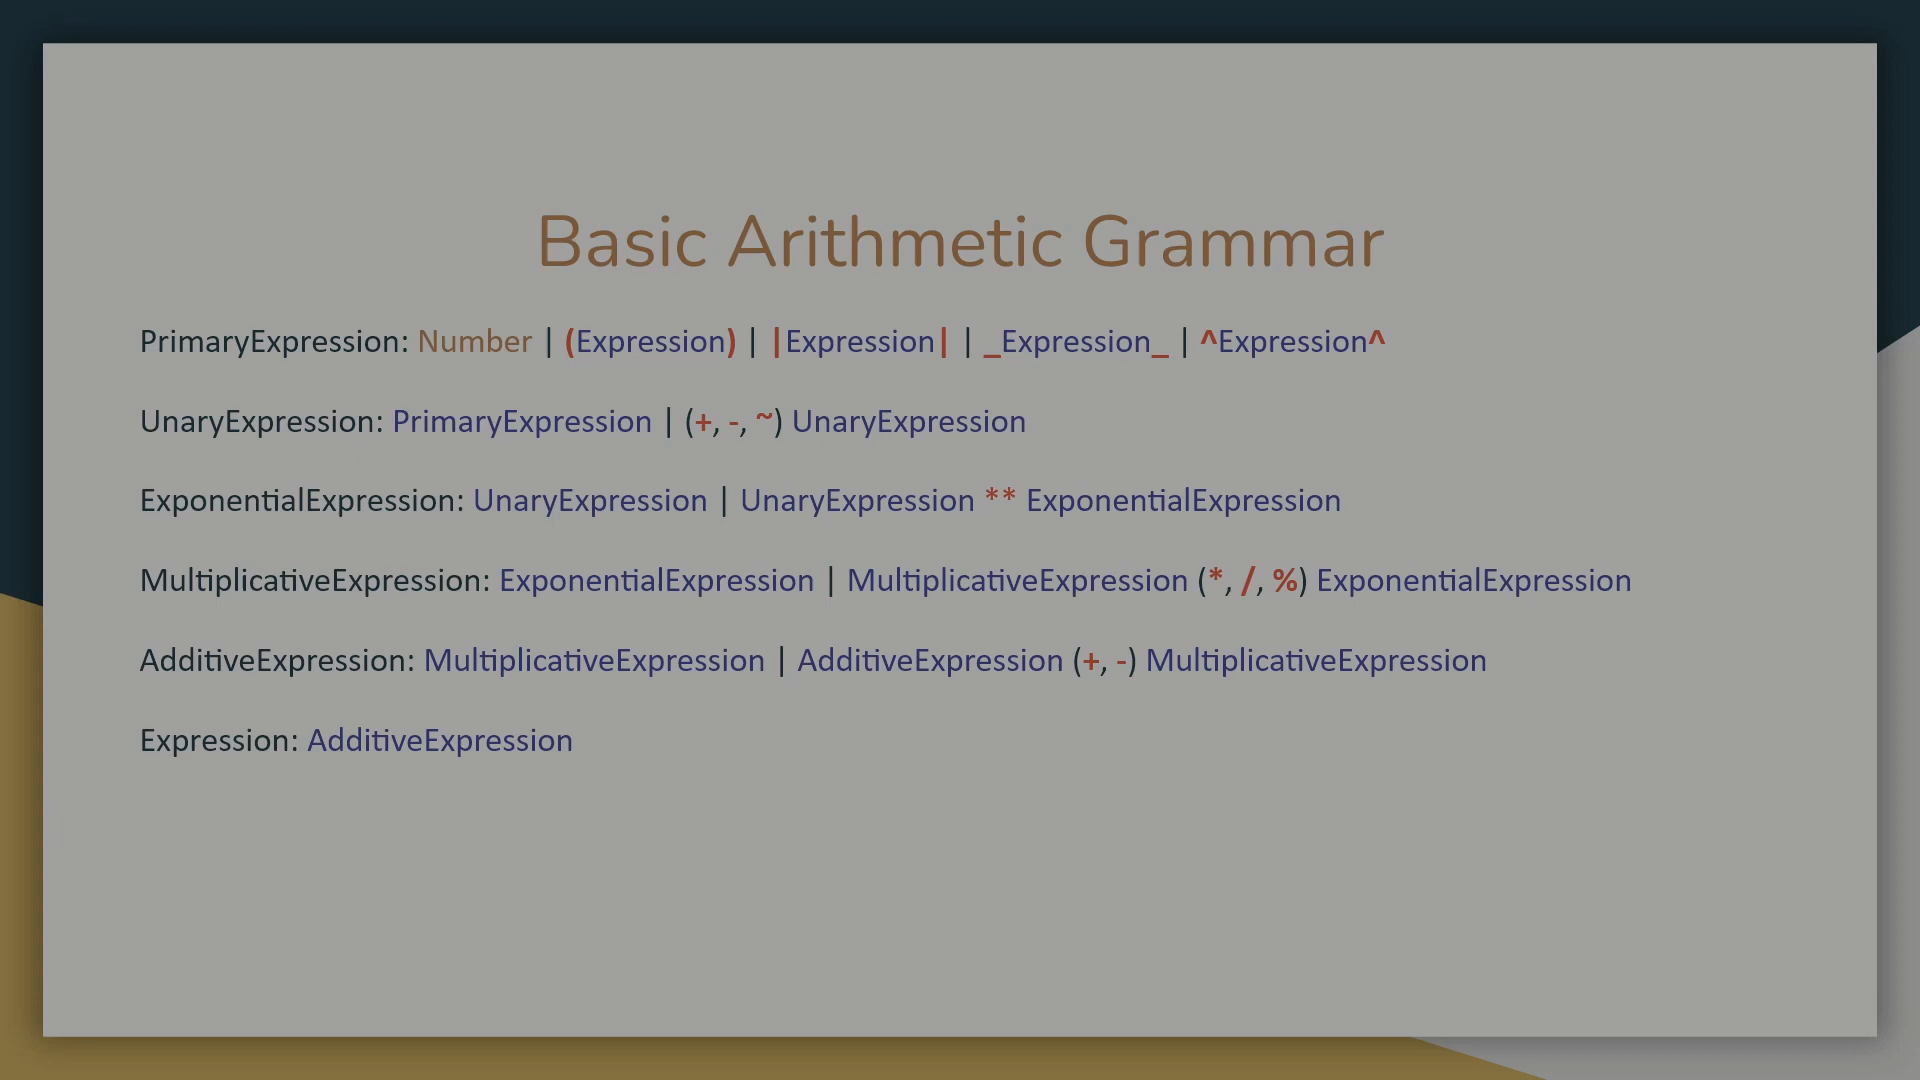 Basic Arithmetic Grammar
PrimaryExpression: Number | (Expression) | |Expression| | _Expression_ | ^Expression^
UnaryExpression: PrimaryExpression | (+, -, ~) UnaryExpression
ExponentialExpression: UnaryExpression | UnaryExpression ** ExponentialExpression
MultiplicativeExpression: ExponentialExpression | MultiplicativeExpression (*, /, %) ExponentialExpression
AdditiveExpression: MultiplicativeExpression | AdditiveExpression (+, -) MultiplicativeExpression
Expression: AdditiveExpression